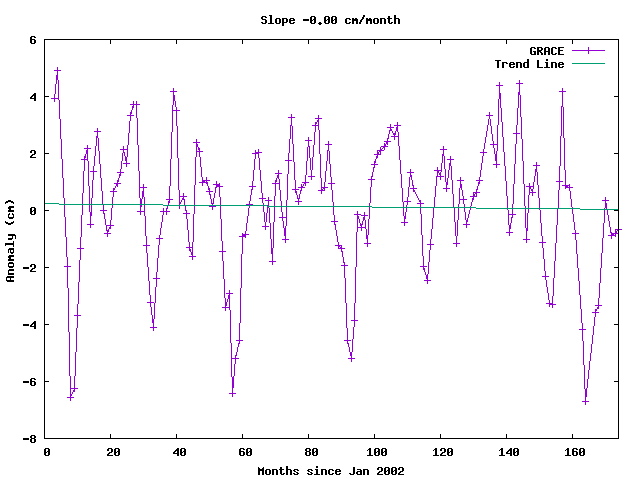 Slope -0.00 cm/month
GRACE
Trend Line
6
4
2
0
-2
-4
-6
-8
Anomaly (cm)
0 20 40 60 80 100 120 140 160
Months since Jan 2002